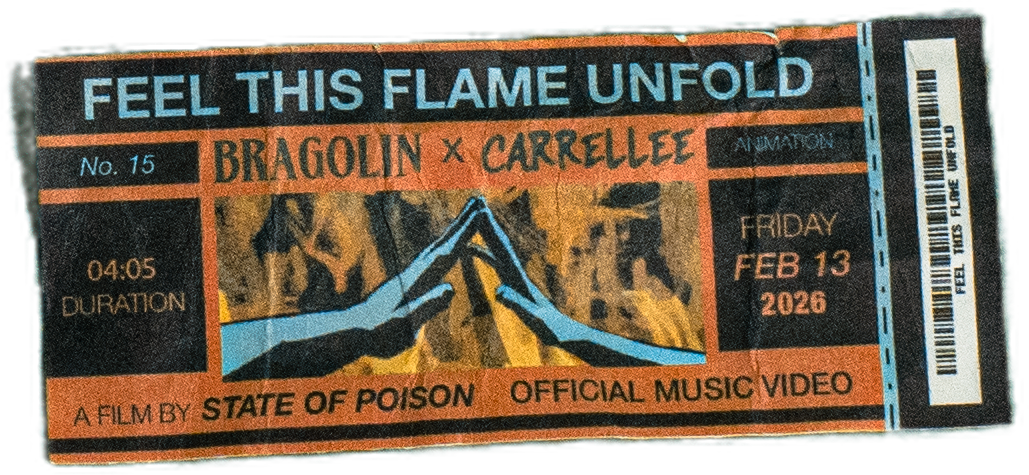 FEEL THIS FLAME UNFOLD
No. 15
BRAGOLIN X CARRELLEE
ANIMATION
04:05
DURATION
FRIDAY
FEB 13
2026
A FILM BY STATE OF POISON
OFFICIAL MUSIC VIDEO
FEEL THIS FLAME UNFOLD